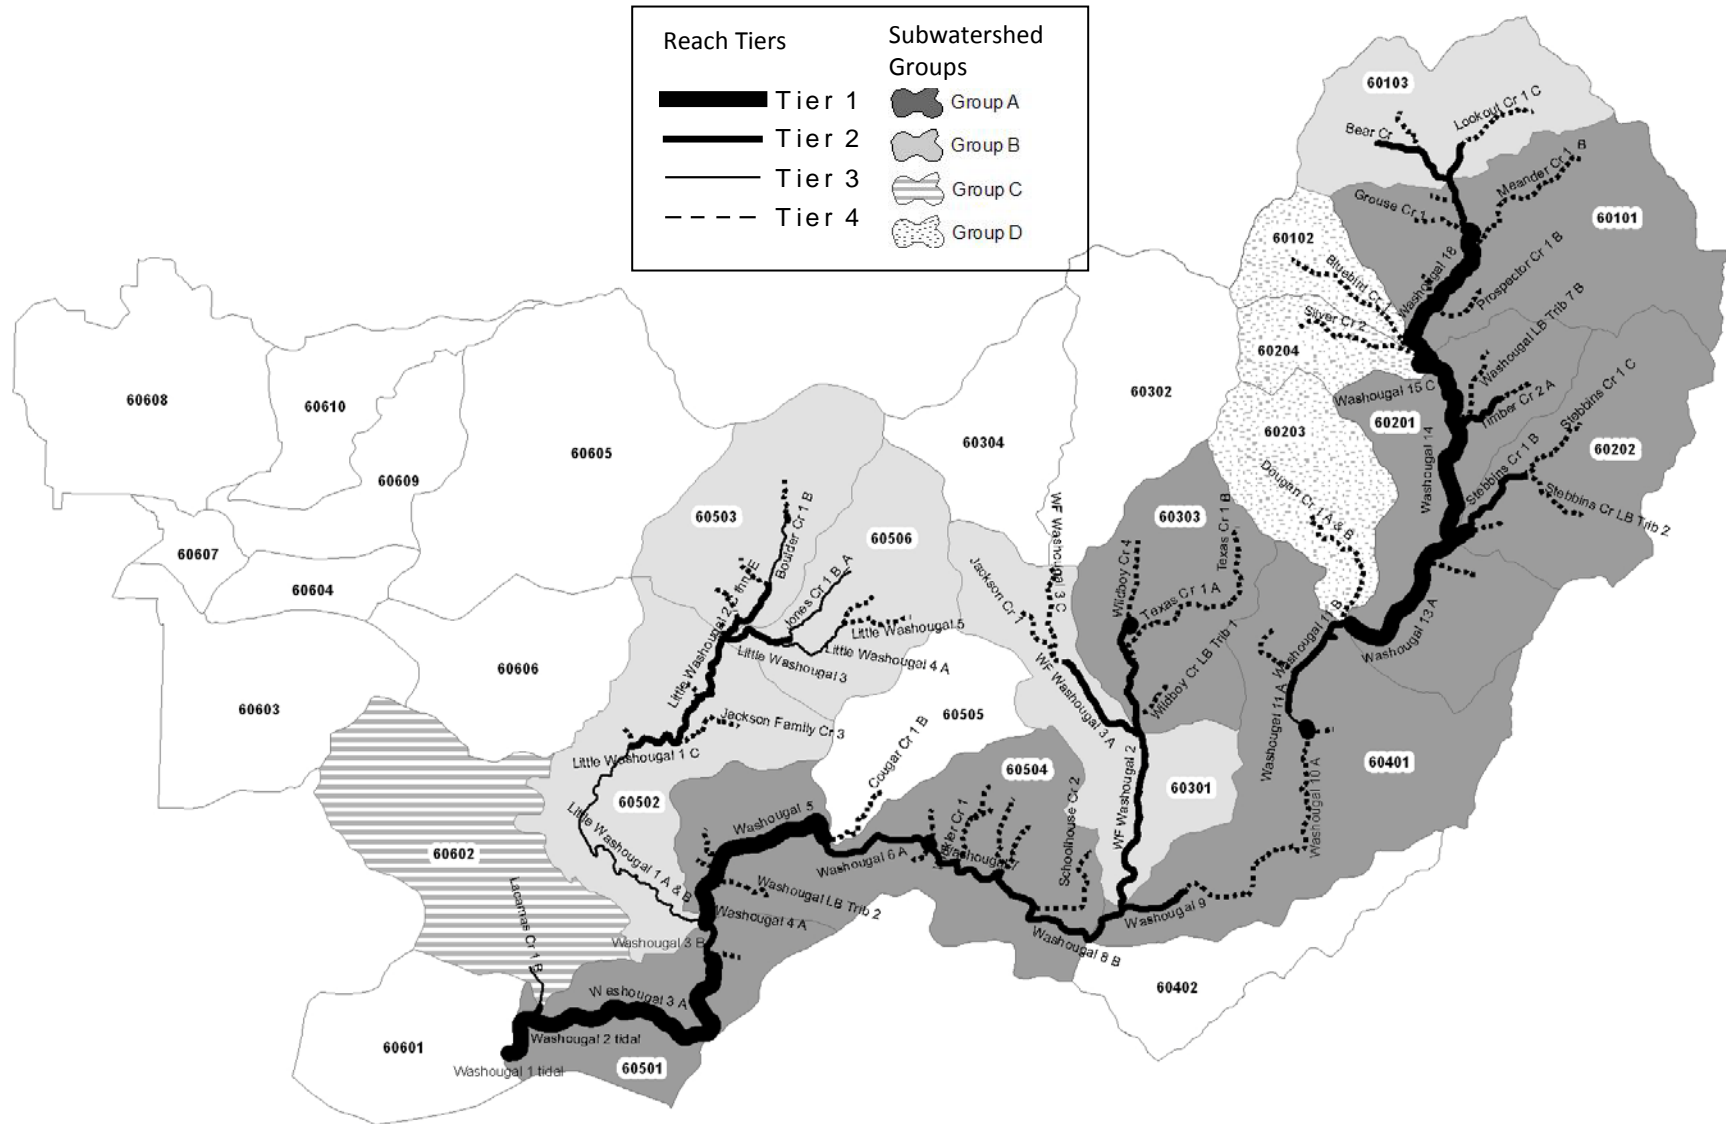 Reach Tiers
Tier 1
Tier 2
Tier 3
Tier 4
Subwatershed
Groups
Group A
Group B
Group C
Group D
60103
Lookout Cr 1 C
Bear Cr
Meander Cr 1 B
Grouse Cr 1
60101
60102
Bluebird Cr 1
Washougal 18
Prospector Cr 1 B
Silver Cr 2
Washougal LB Trib 7 B
60204
Washougal 15 C
Timber Cr 2 A
Stebbins Cr 1 C
60201
60203
60202
Washougal 14
Stebbins Cr 1 B
Stebbins Cr LB Trib 2
Dougan Cr 1 A & B
60302
60304
60608
60610
60609
60605
60607
60604
60603
60606
60503
60506
60303
Boulder Cr 1 B
Jones Cr 1 B A
Little Washougal 2 C thru E
Little Washougal 5
Little Washougal 4 A
Little Washougal 3
Jackson Family Cr 3
Little Washougal 1 C
60505
Cougar Cr 1 B
WF Washougal 3 C
Jackson Cr 1
WF Washougal 3 A
Wildboy Cr 4
Texas Cr 1 B
Texas Cr 1 A
Wildboy Cr LB Trib 1
Washougal 11 B
Washougal 13 A
Washougal 11 A
60401
Washougal 10 A
WF Washougal 2
60301
60504
Schoolhouse Cr 2
60502
Washougal 5
Washougal 6 A
Little Washougal 1 A & B
Washougal LB Trib 2
Washougal 4 A
Washougal 9
Washougal 8 B
60402
60602
Lacamas Cr 1 B
Washougal 3 B
Washougal 3 A
Washougal 2 tidal
60601
Washougal 1 tidal
60501